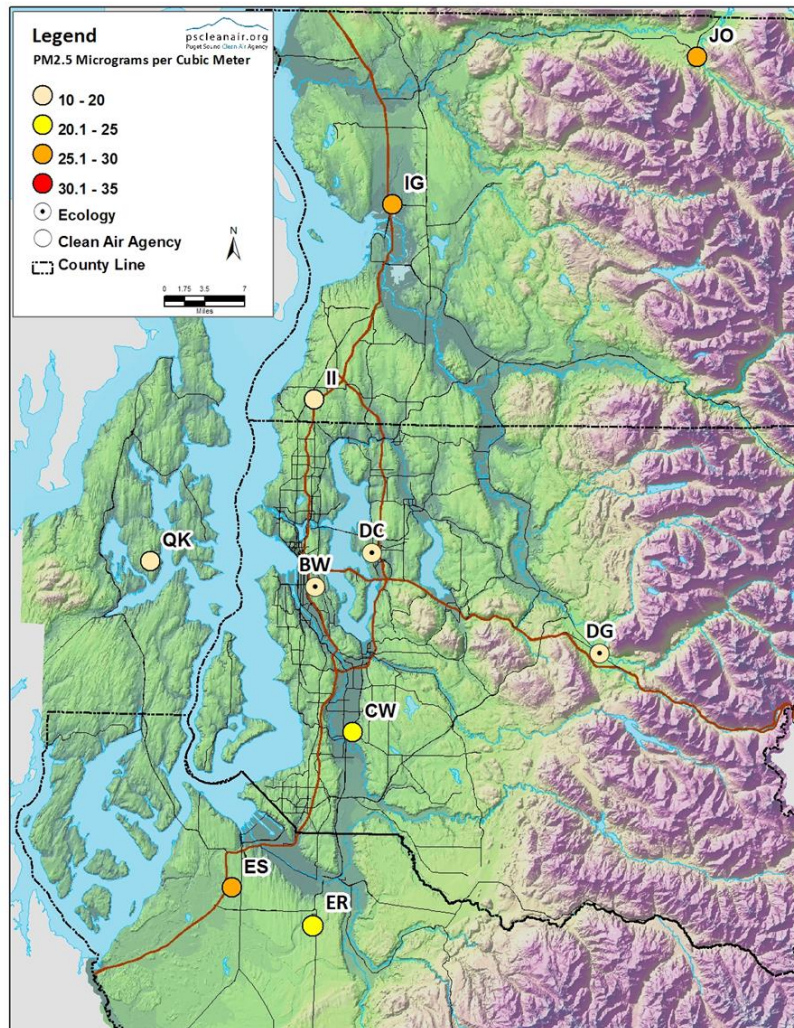 Legend
pscleanair.org
Puget Sound Clean Air Agency
PM2.5 Micrograms per Cubic Meter
10 - 20
20.1 - 25
25.1 - 30
30.1 - 35
Ecology
Clean Air Agency
County Line
N
0 1.75 3.5 7
Miles
JO
IG
II
QK
DC
BW
DG
CW
ES
ER